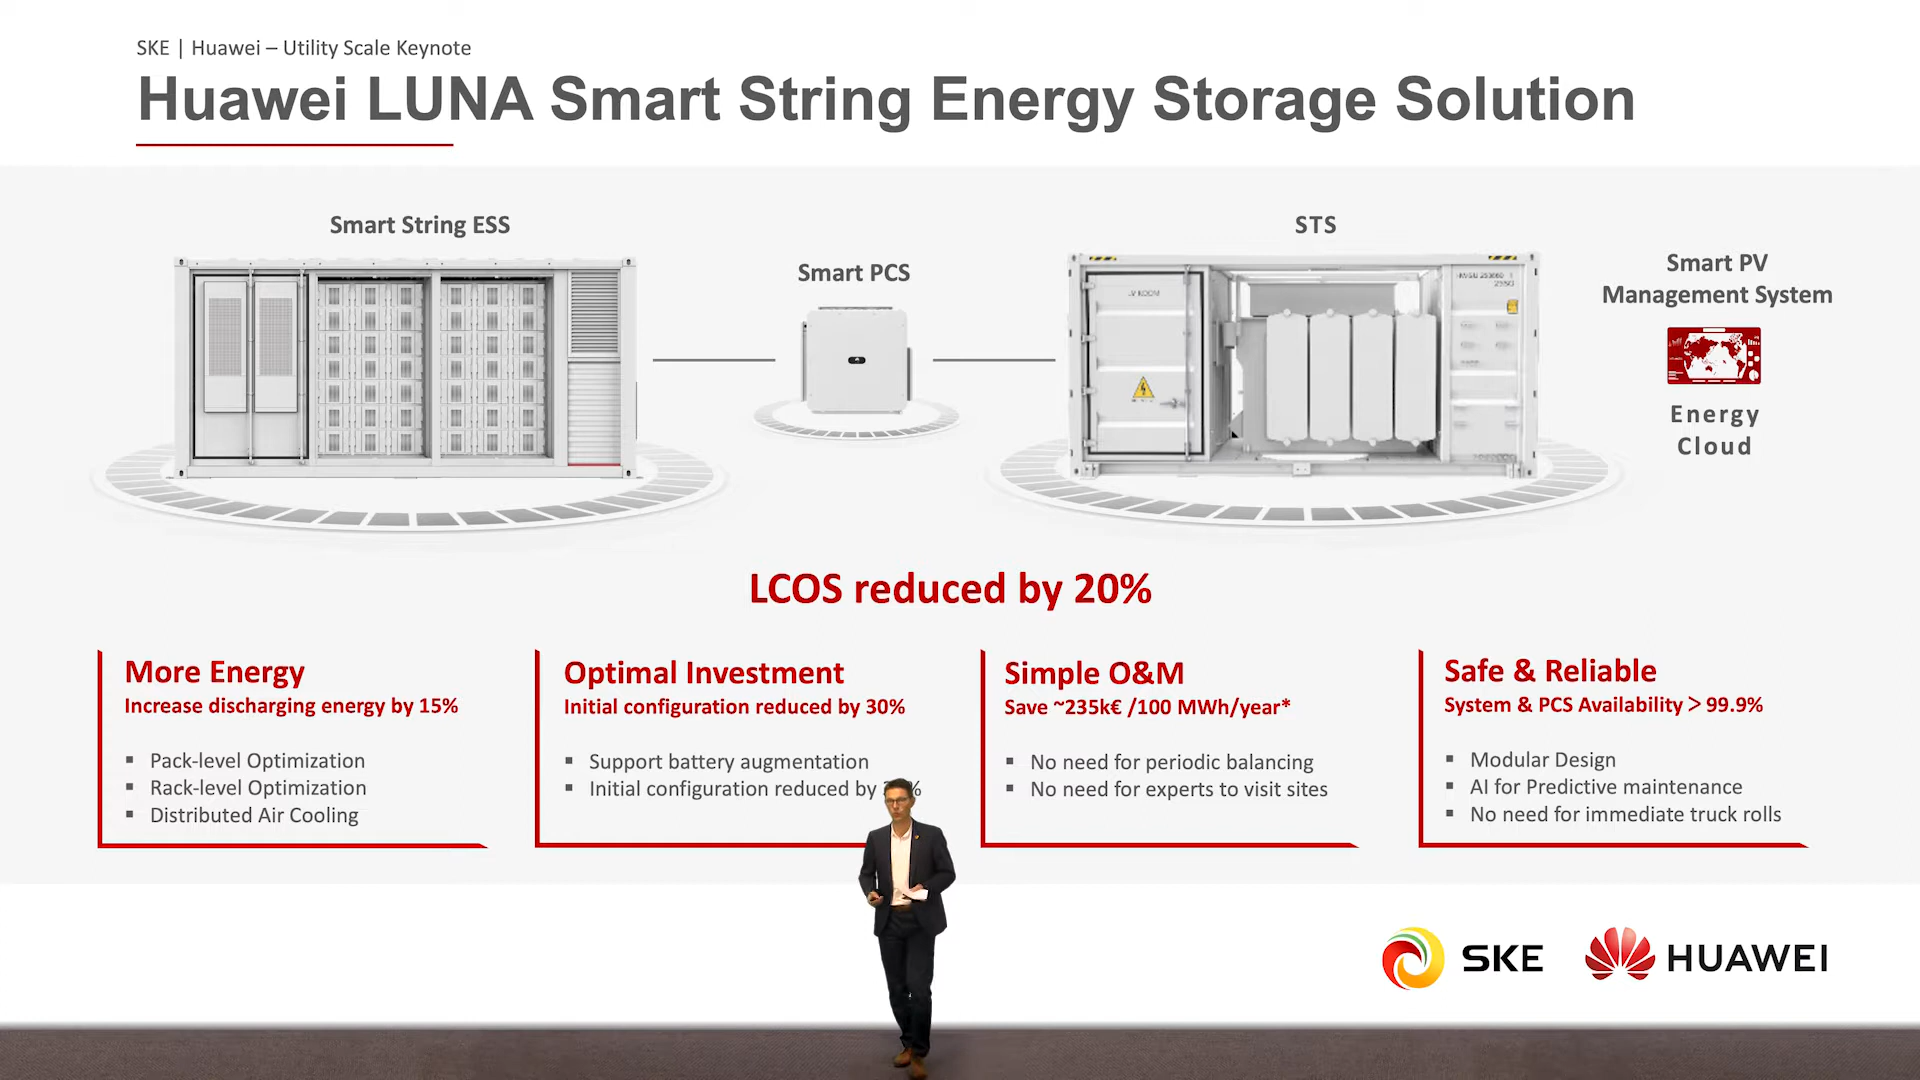 SKE | Huawei – Utility Scale Keynote
Huawei LUNA Smart String Energy Storage Solution
Smart String ESS
Smart PCS
STS
Smart PV
Management System
Energy
Cloud
LCOS reduced by 20%
More Energy
Increase discharging energy by 15%
▪ Pack-level Optimization
▪ Rack-level Optimization
▪ Distributed Air Cooling
Optimal Investment
Initial configuration reduced by 30%
▪ Support battery augmentation
▪ Initial configuration reduced by
Simple O&M
Save ~235k€ /100 MWh/year*
▪ No need for periodic balancing
▪ No need for experts to visit sites
Safe & Reliable
System & PCS Availability > 99.9%
▪ Modular Design
▪ AI for Predictive maintenance
▪ No need for immediate truck rolls
SKE
HUAWEI